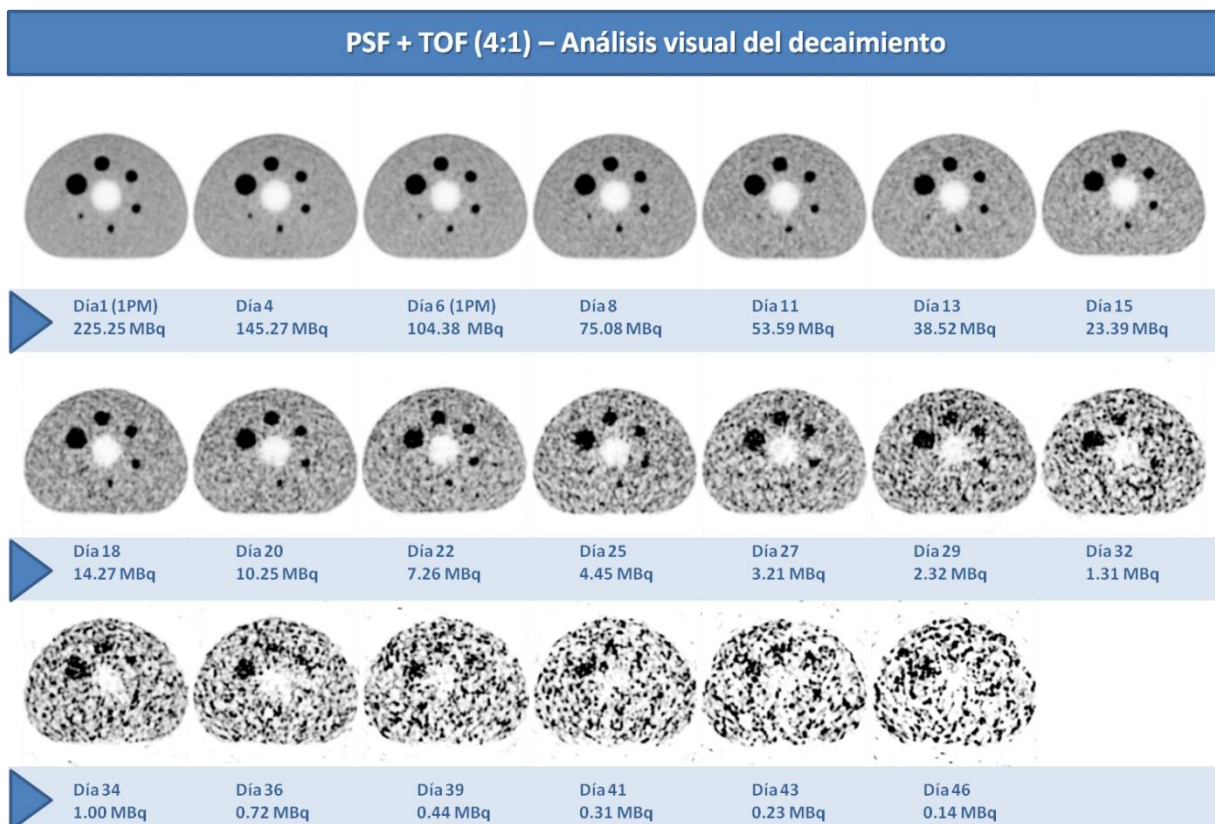 PSF + TOF (4:1) – Análisis visual del decaimiento
Día1 (1PM) Día 4 Día 6 (1PM) Día 8 Día 11 Día 13 Día 15
225.25 MBq 145.27 MBq 104.38 MBq 75.08 MBq 53.59 MBq 38.52 MBq 23.39 MBq
Día 18 Día 20 Día 22 Día 25 Día 27 Día 29 Día 32
14.27 MBq 10.25 MBq 7.26 MBq 4.45 MBq 3.21 MBq 2.32 MBq 1.31 MBq
Día 34 Día 36 Día 39 Día 41 Día 43 Día 46
1.00 MBq 0.72 MBq 0.44 MBq 0.31 MBq 0.23 MBq 0.14 MBq